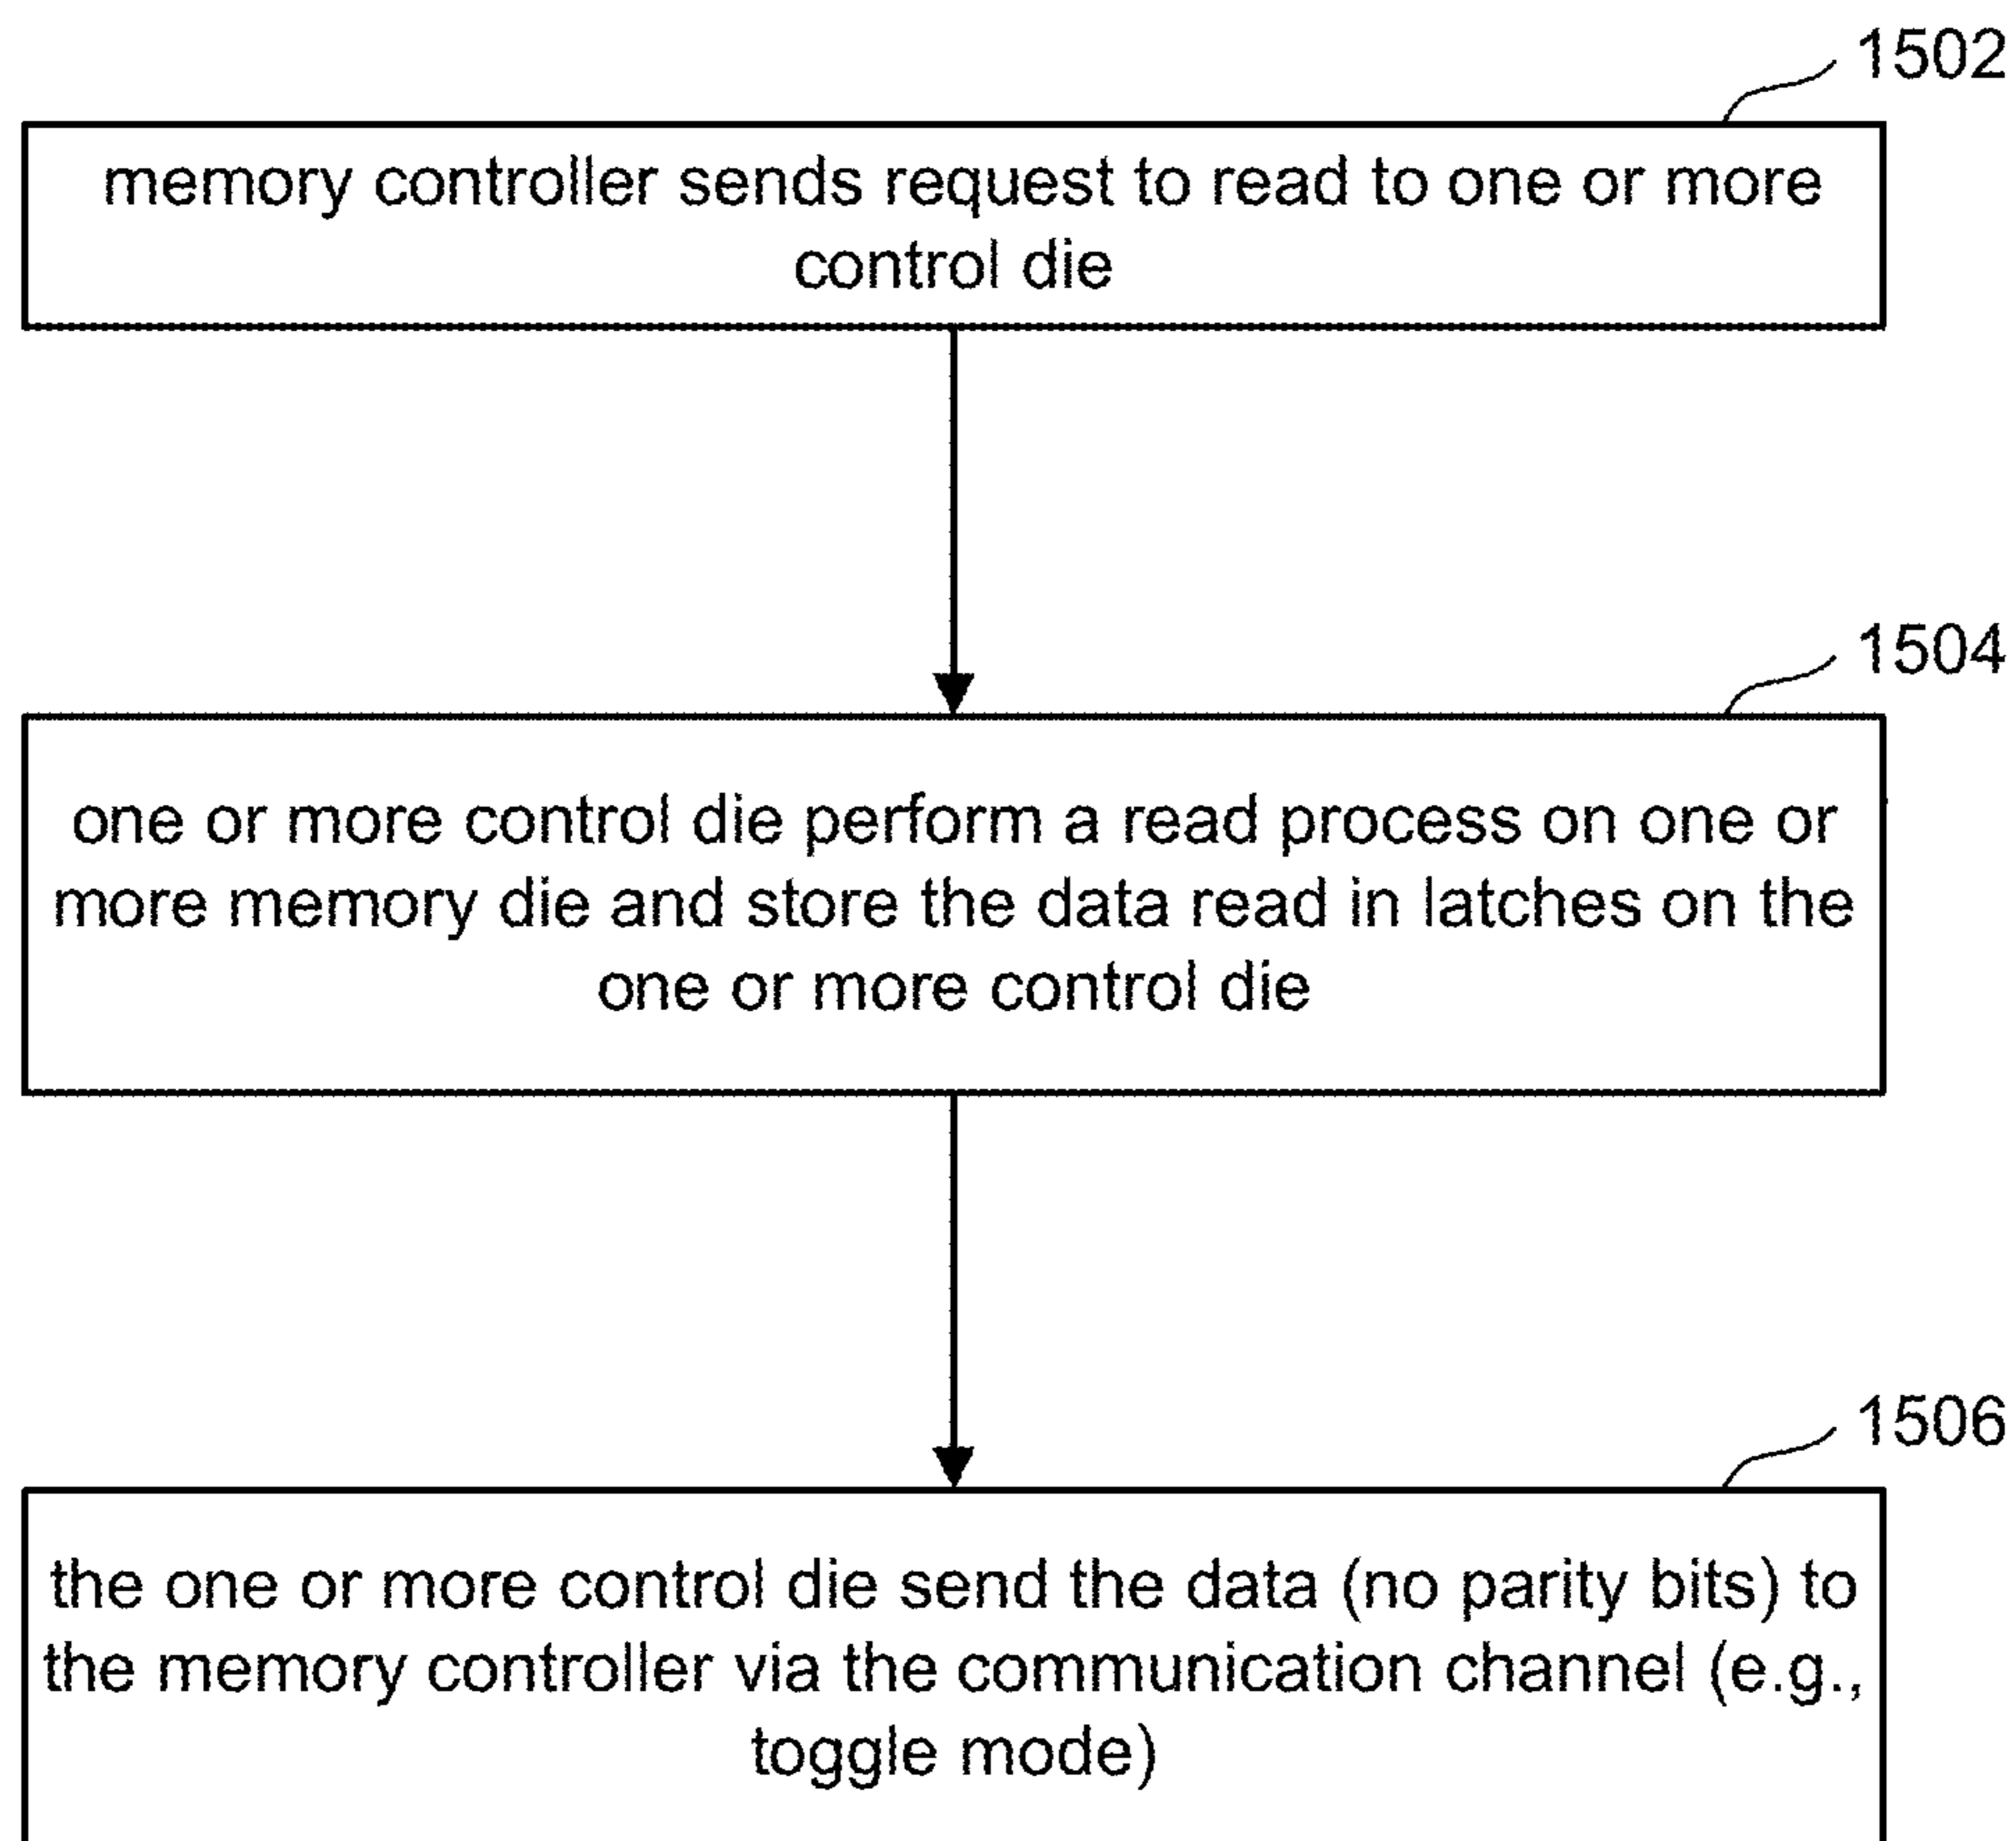 1502
memory controller sends request to read to one or more
control die
1504
one or more control die perform a read process on one or
more memory die and store the data read in latches on the
one or more control die
1506
the one or more control die send the data (no parity bits) to
the memory controller via the communication channel (e.g.,
toggle mode)